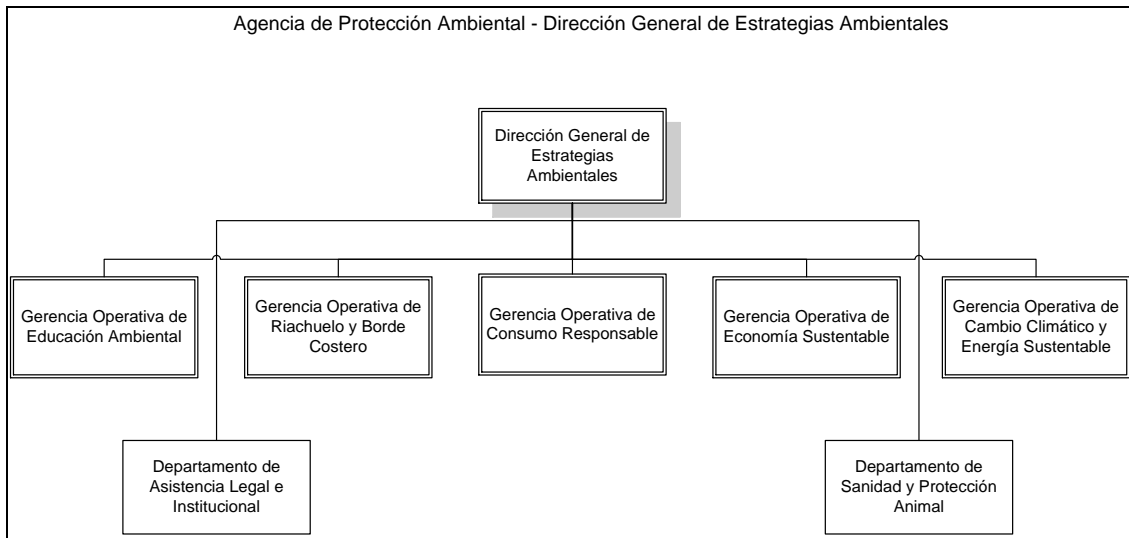 Agencia de Protección Ambiental - Dirección General de Estrategias Ambientales
Dirección General de
Estrategias
Ambientales
Gerencia Operativa de
Educación Ambiental
Gerencia Operativa de
Riachuelo y Borde
Costero
Gerencia Operativa de
Consumo Responsable
Gerencia Operativa de
Economía Sustentable
Gerencia Operativa de
Cambio Climático y
Energía Sustentable
Departamento de
Asistencia Legal e
Institucional
Departamento de
Sanidad y Protección
Animal